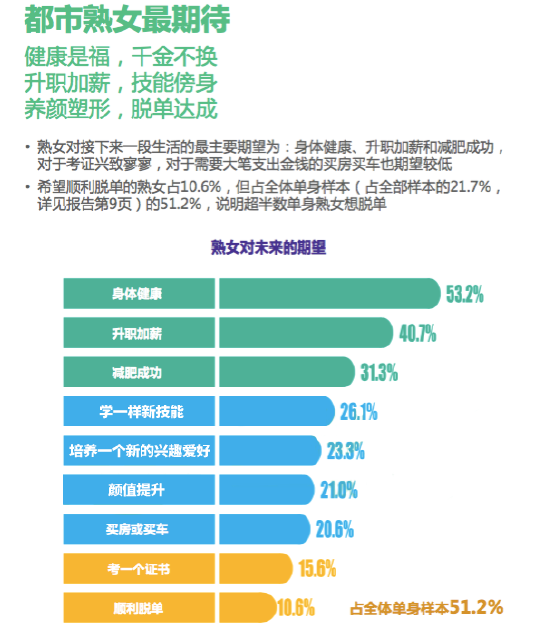 都市熟女最期待
健康是福，千金不换
升职加薪，技能傍身
养颜塑形，脱单达成
• 熟女对接下来一段生活的最主要期望为：身体健康、升职加薪和减肥成功，
对于考证兴致寥寥，对于需要大笔支出金钱的买房买车也期望较低
• 希望顺利脱单的熟女占10.6%，但占全体单身样本（占全部样本的21.7%，
详见报告第9页）的51.2%，说明超半数单身熟女想脱单
熟女对未来的期望
身体健康 53.2%
升职加薪 40.7%
减肥成功 31.3%
学一样新技能 26.1%
培养一个新的兴趣爱好 23.3%
颜值提升 21.0%
买房或买车 20.6%
考一个证书 15.6%
顺利脱单 10.6% 占全体单身样本51.2%